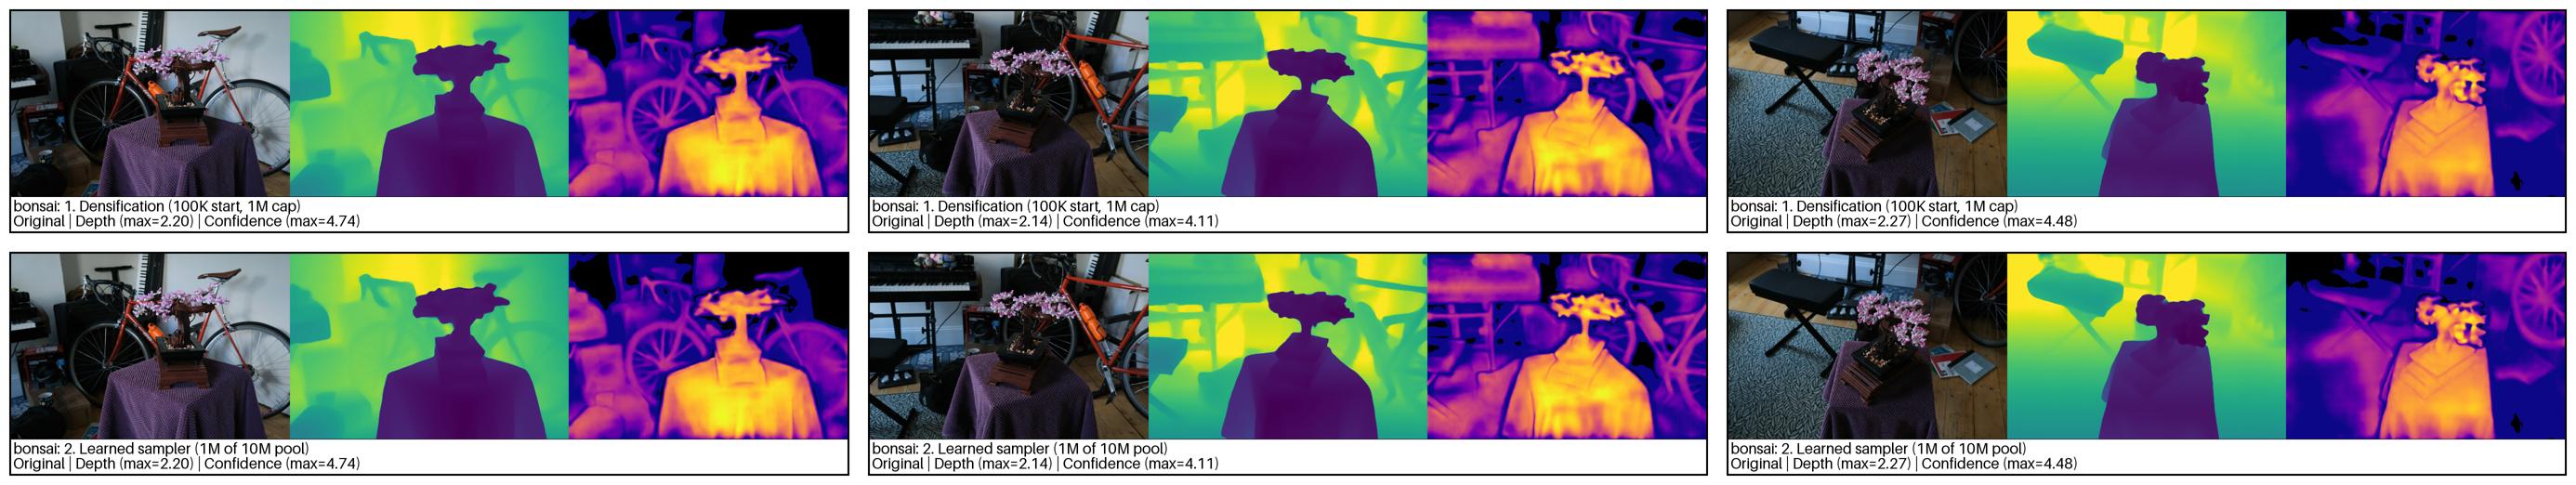 bonsai: 1. Densification (100K start, 1M cap)
Original | Depth (max=2.20) | Confidence (max=4.74)
bonsai: 1. Densification (100K start, 1M cap)
Original | Depth (max=2.14) | Confidence (max=4.11)
bonsai: 1. Densification (100K start, 1M cap)
Original | Depth (max=2.27) | Confidence (max=4.48)
bonsai: 2. Learned sampler (1M of 10M pool)
Original | Depth (max=2.20) | Confidence (max=4.74)
bonsai: 2. Learned sampler (1M of 10M pool)
Original | Depth (max=2.14) | Confidence (max=4.11)
bonsai: 2. Learned sampler (1M of 10M pool)
Original | Depth (max=2.27) | Confidence (max=4.48)